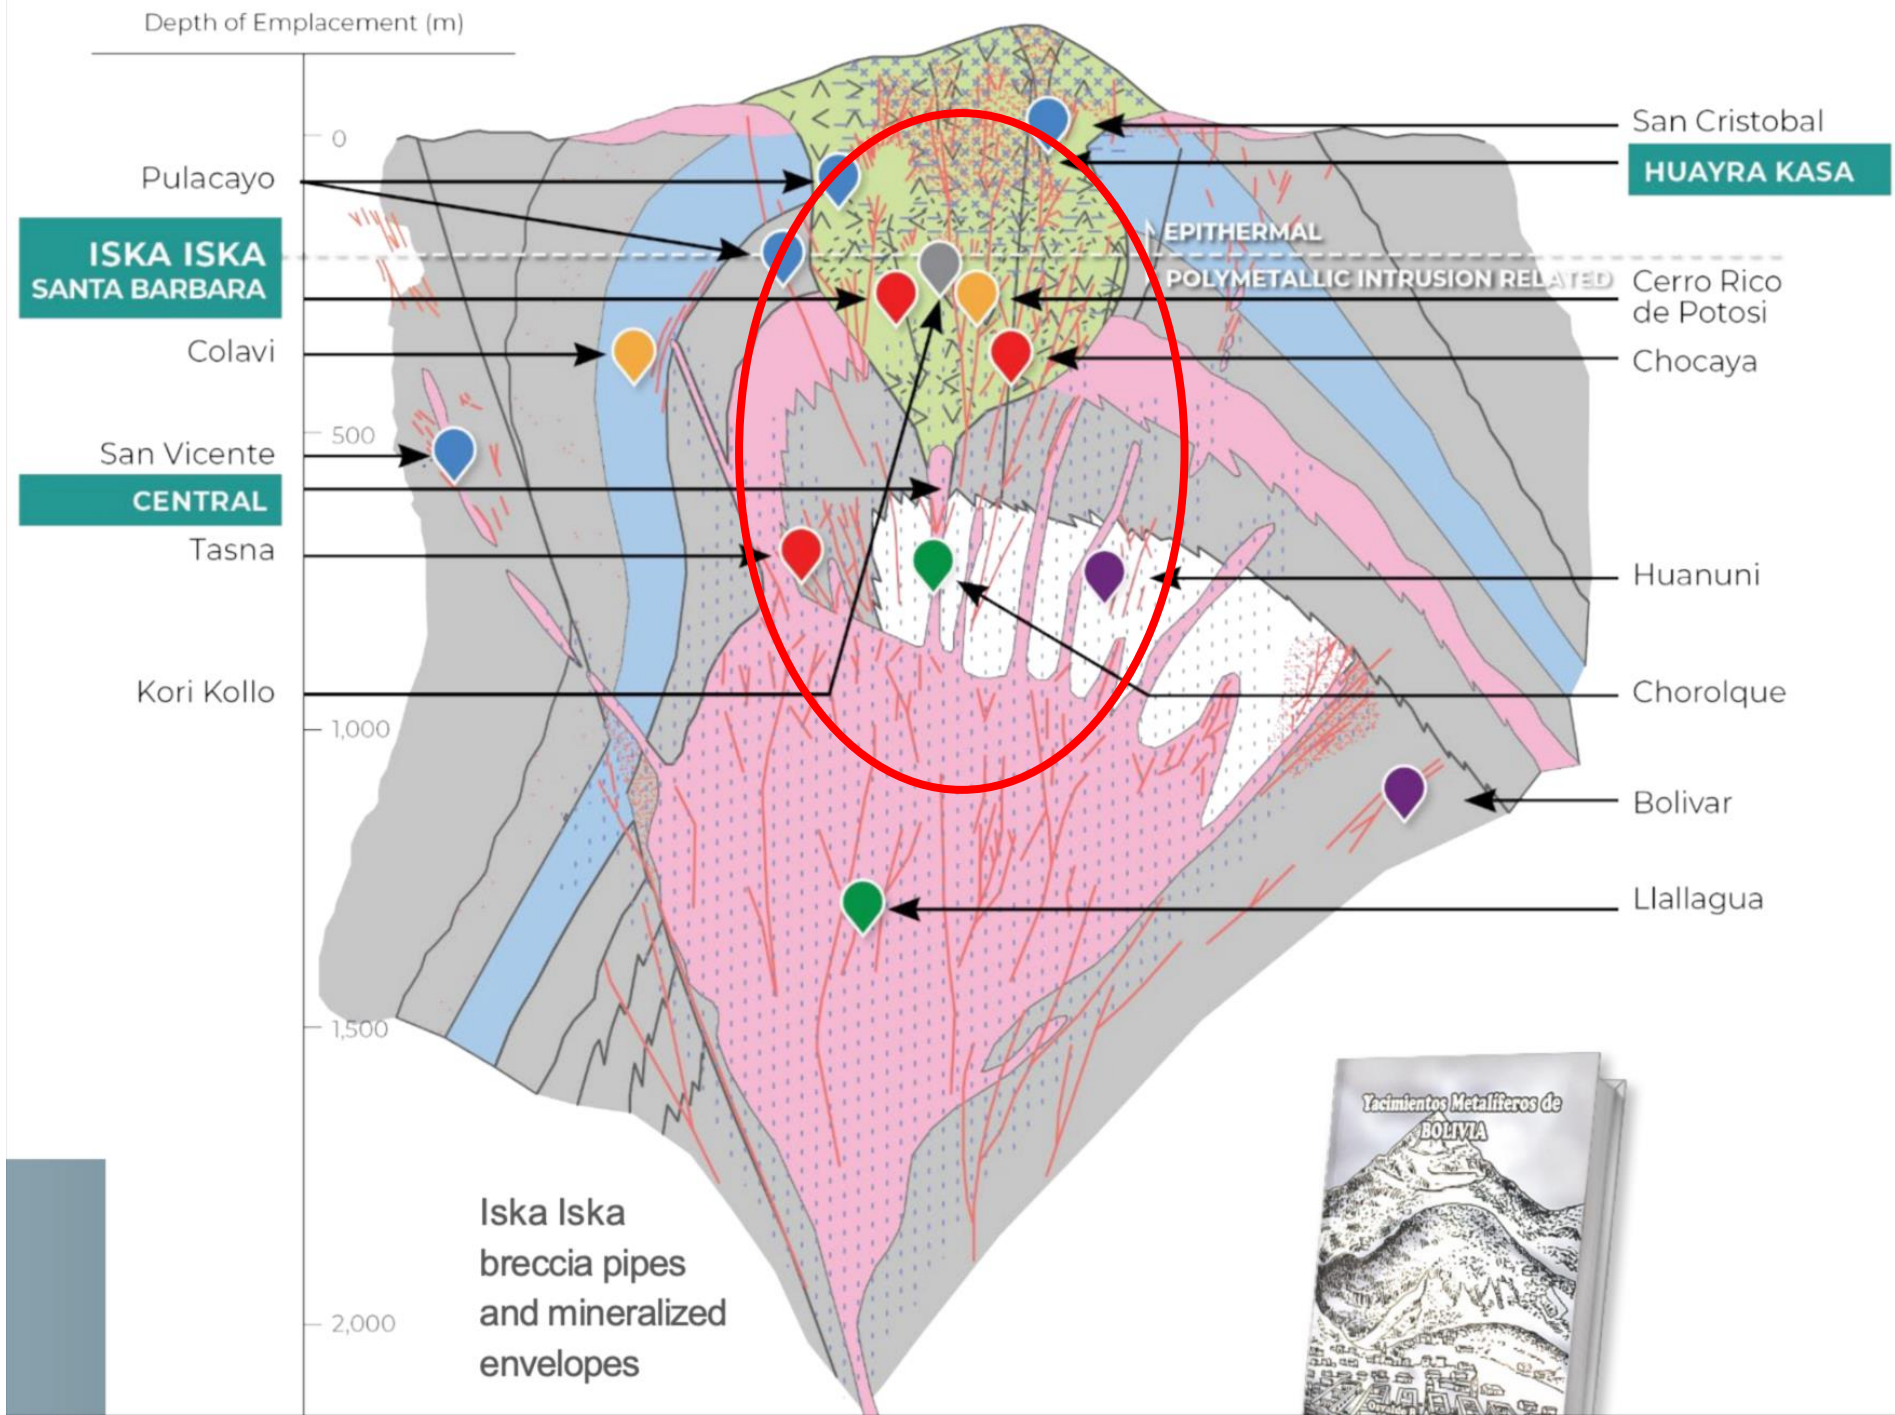 Depth of Emplacement (m)
0
500
1,000
1,500
2,000
Pulacayo
ISKA ISKA
SANTA BARBARA
Colavi
San Vicente
CENTRAL
Tasna
Kori Kollo
San Cristobal
HUAYRA KASA
EPITHERMAL
POLYMETALLIC INTRUSION RELATED
Cerro Rico
de Potosi
Chocaya
Huanuni
Chorolque
Bolivar
Llallagua
Iska Iska
breccia pipes
and mineralized
envelopes
Yacimientos Metalíferos de
BOLIVIA